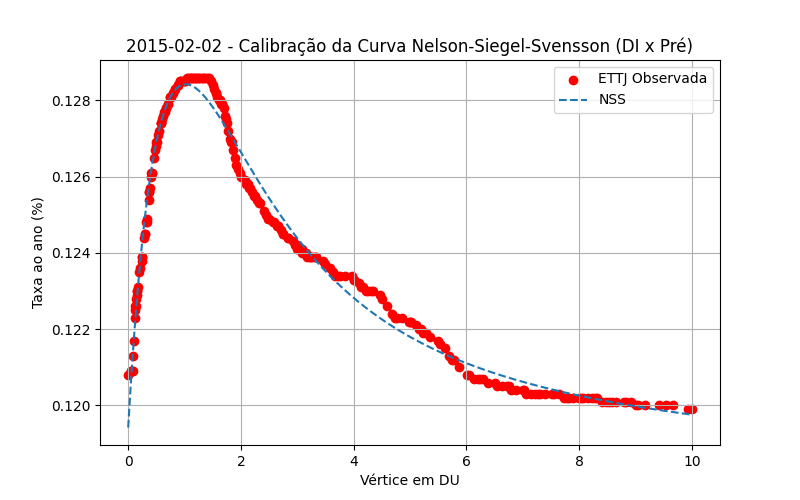 2015-02-02 - Calibração da Curva Nelson-Siegel-Svensson (DI x Pré)
ETTJ Observada
NSS
Taxa ao ano (%)
0.128
0.126
0.124
0.122
0.120
0 2 4 6 8 10
Vértice em DU